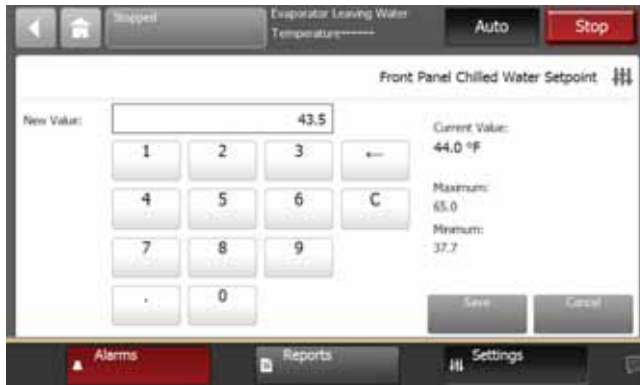 Stopped
Evaporator Leaving Water
Temperature------
Auto
Stop
Front Panel Chilled Water Setpoint
New Value:
43.5
Current Value:
44.0 °F
1 2 3 ←
4 5 6 C
Maximum:
65.0
Minimum:
37.7
7 8 9
. 0
Save
Cancel
Alarms
Reports
Settings